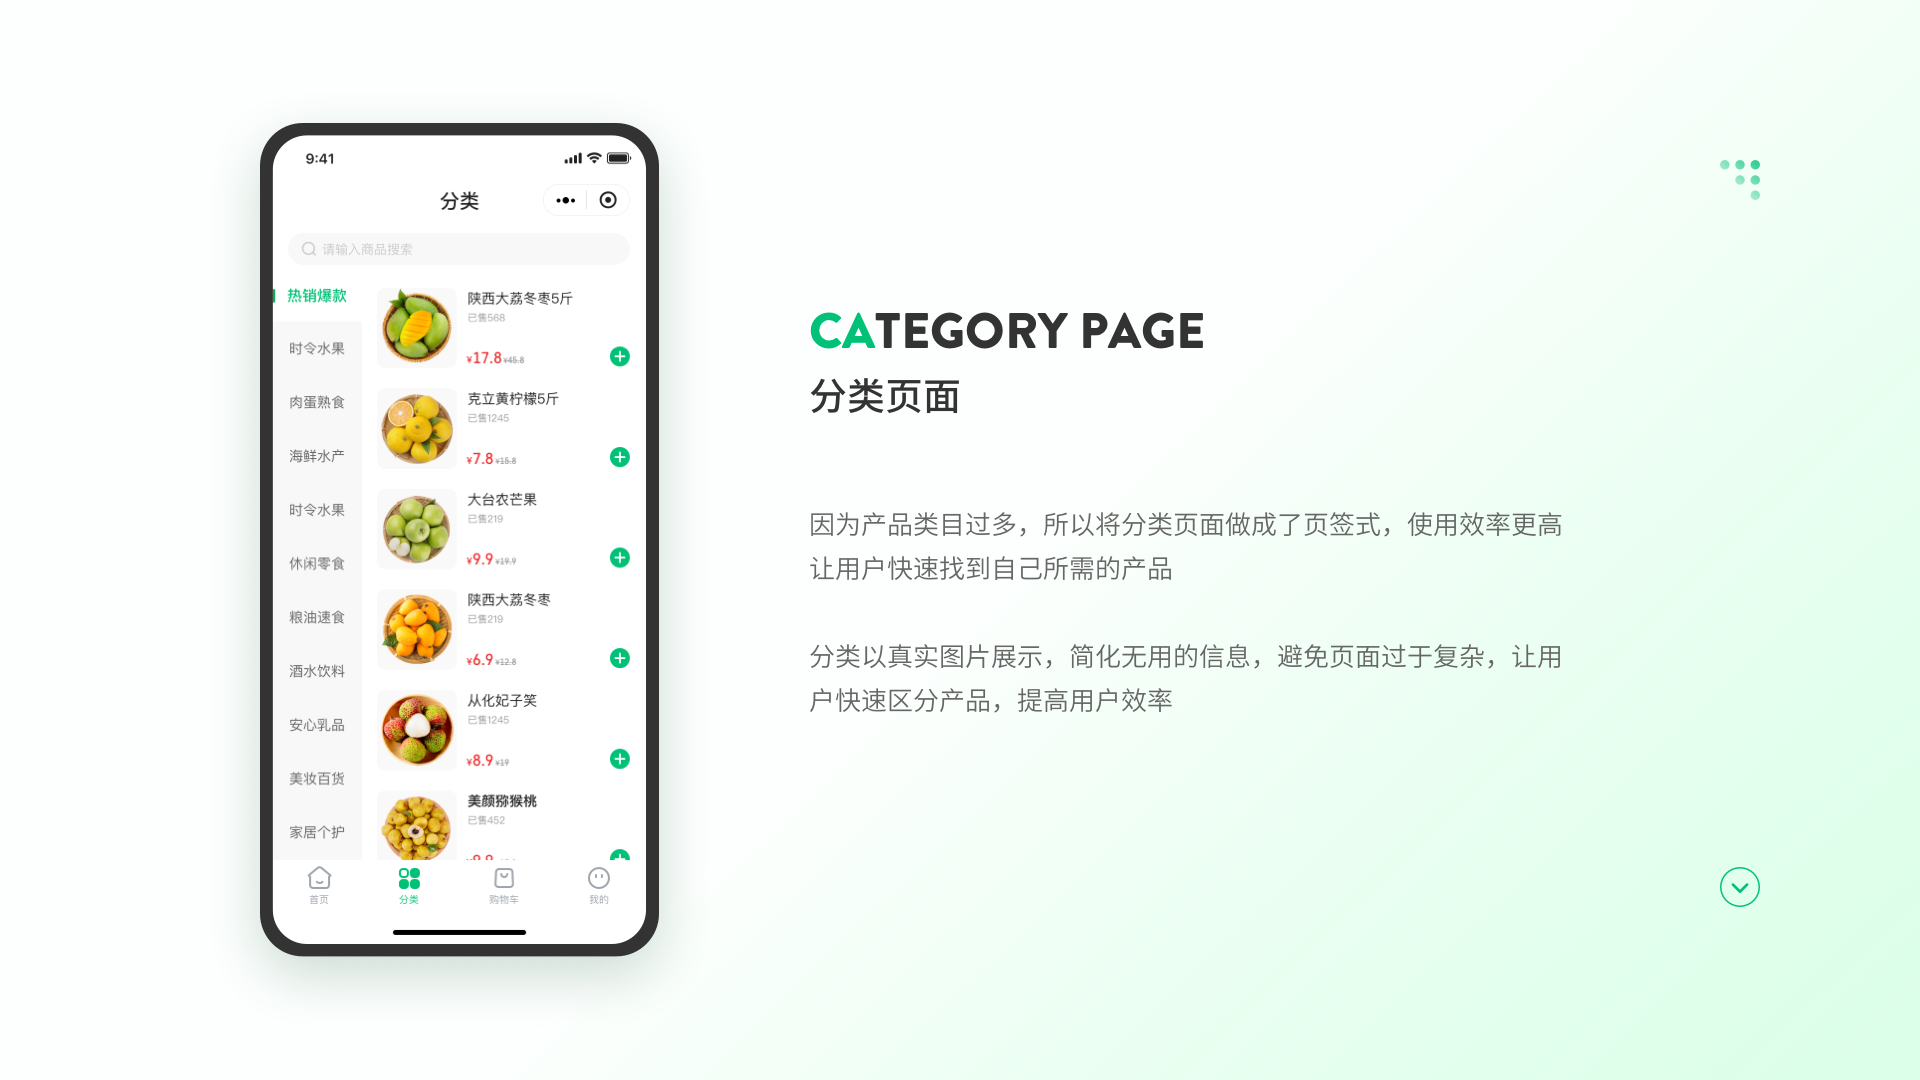 9:41
分类
请输入商品搜索
热销爆款
时令水果
肉蛋熟食
海鲜水产
时令水果
休闲零食
粮油速食
酒水饮料
安心乳品
美妆百货
家居个护
陕西大荔冬枣5斤
已售568
¥17.8 ¥45.8
克立黄柠檬5斤
已售1245
¥7.8 ¥15.8
大台农芒果
已售219
¥9.9 ¥19.9
陕西大荔冬枣
已售219
¥6.9 ¥12.8
从化妃子笑
已售1245
¥8.9 ¥19
美颜猕猴桃
已售452
首页
分类
购物车
我的
CATEGORY PAGE
分类页面
因为产品类目过多，所以将分类页面做成了页签式，使用效率更高
让用户快速找到自己所需的产品
分类以真实图片展示，简化无用的信息，避免页面过于复杂，让用
户快速区分产品，提高用户效率